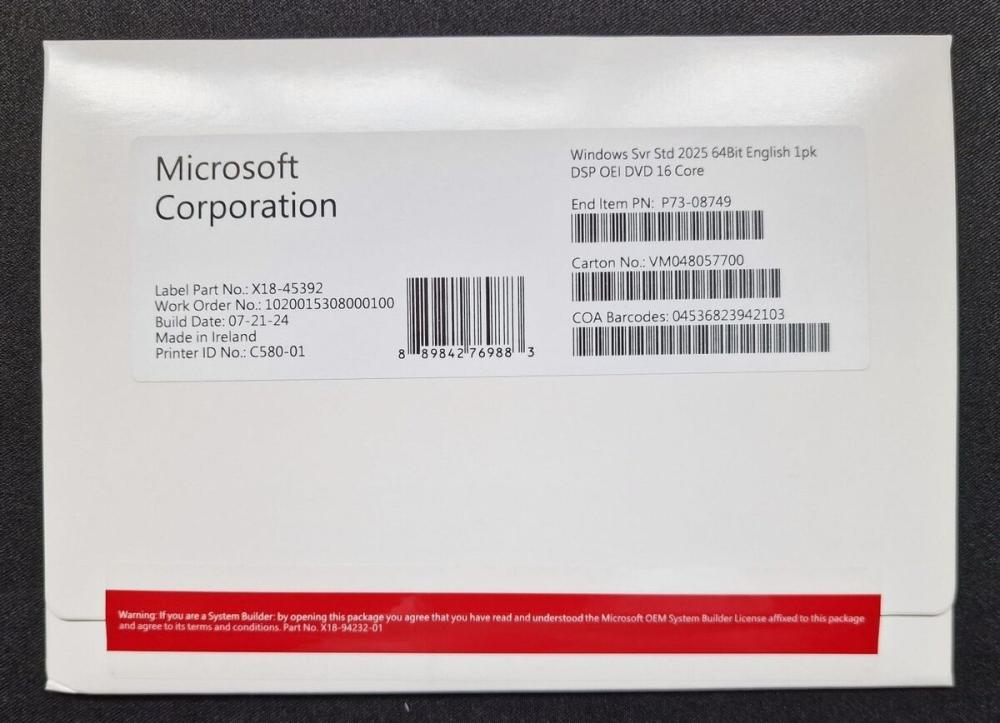 Microsoft
Corporation
Label Part No.: X18-45392
Work Order No.: 1020015308000100
Build Date: 07-21-24
Made in Ireland
Printer ID No.: C580-01
8 89842 76988 3
Windows Svr Std 2025 64Bit English 1pk
DSP OEI DVD 16 Core
End Item PN: P73-08749
Carton No.: VM048057700
COA Barcodes: 04536823942103
Warning: If you are a System Builder: by opening this package you agree that you have read and understood the Microsoft OEM System Builder License affixed to this package
and agree to its terms and conditions. Part No. X18-94232-01